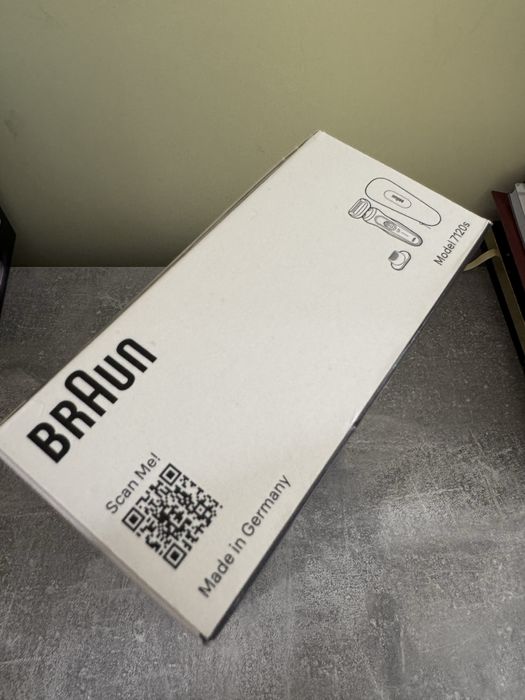 BRAUN
Scan Me!
Made in Germany
Model 7120s